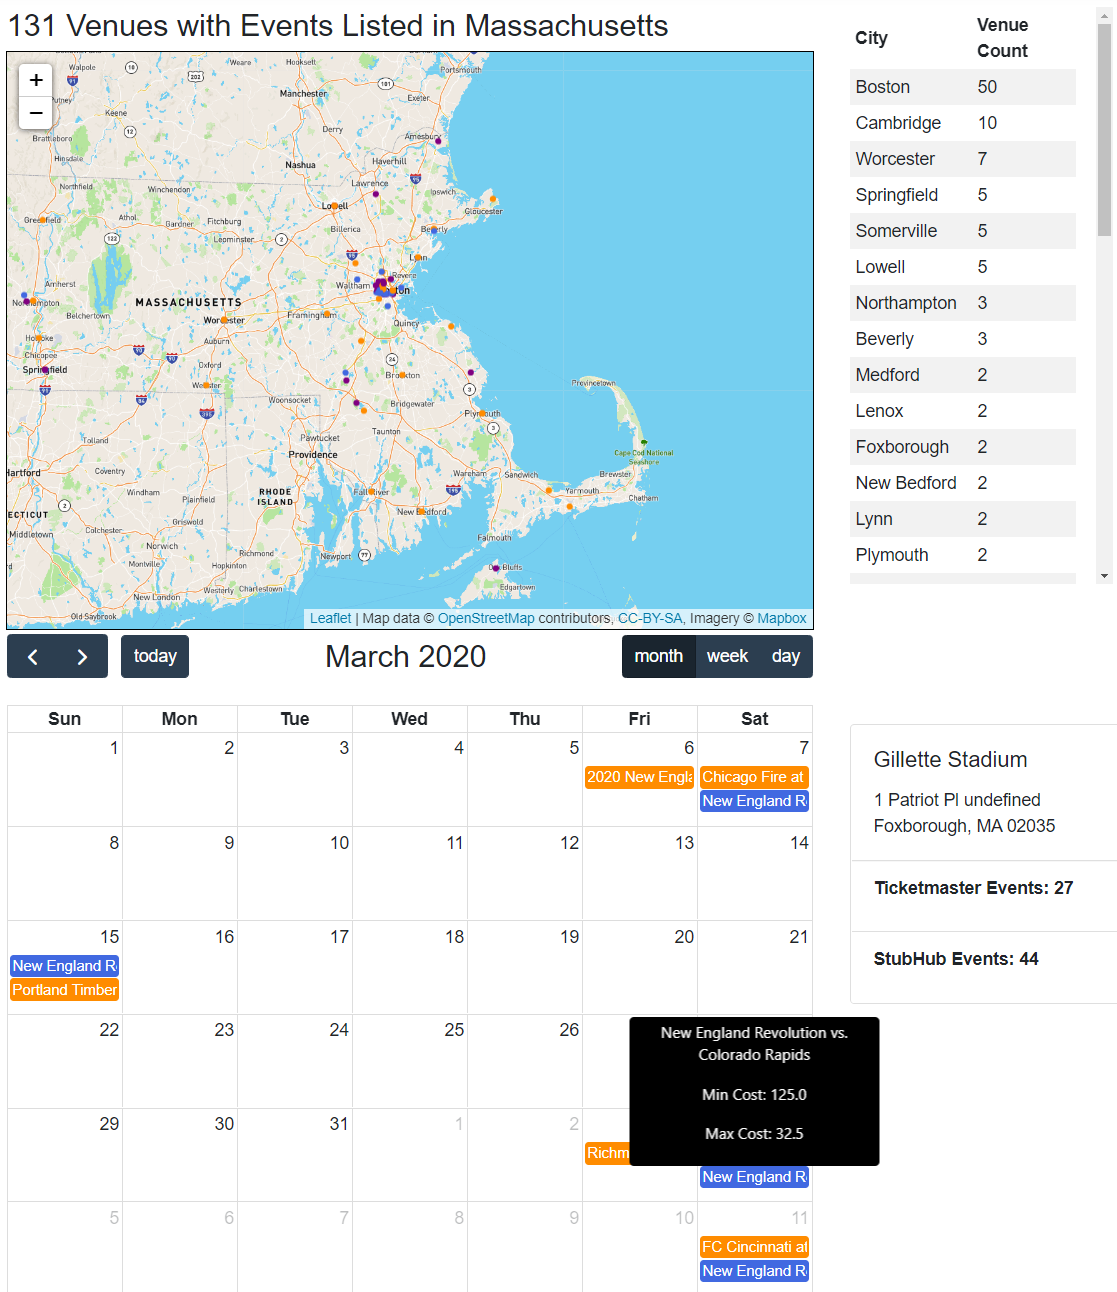 131 Venues with Events Listed in Massachusetts
+
−
Walpole
Weare
Hooksett
Portsmouth
Manchester
Exeter
Keene
Derry
Amesbury
Brattleboro
Hinsdale
Nashua
Haverhill
Northfield
Winchendon
Lawrence
Ipswich
Lowell
Gloucester
Greenfield
Athol
Gardner
Fitchburg
Billerica
Beverly
Leominster
Lynn
Amherst
Waltham
Revere
Northampton
MASSACHUSETTS
Boston
Belchertown
Worcester
Framingham
Quincy
Holyoke
Auburn
Chicopee
Springfield
Oxford
Webster
Brockton
Provincetown
Woonsocket
Bridgewater
Plymouth
Tolland
Pawtucket
Taunton
Providence
Cape Cod National
Seashore
Hartford
Coventry
Wareham
Sandwich
Brewster
Windham
Plainfield
RHODE
ISLAND
Fall River
Yarmouth
Chatham
ECTICUT
Colchester
Griswold
New Bedford
Middletown
Norwich
Falmouth
Montville
Richmond
Hopkinton
Newport
Oak Bluffs
Edgartown
New London
Westerly
Charlestown
Old Saybrook
Leaflet | Map data © OpenStreetMap contributors, CC-BY-SA, Imagery © Mapbox
City Venue Count
Boston 50
Cambridge 10
Worcester 7
Springfield 5
Somerville 5
Lowell 5
Northampton 3
Beverly 3
Medford 2
Lenox 2
Foxborough 2
New Bedford 2
Lynn 2
Plymouth 2
today
March 2020
month week day
Sun Mon Tue Wed Thu Fri Sat
1 2 3 4 5 6 7
2020 New Engla
Chicago Fire at
New England R
8 9 10 11 12 13 14
15 16 17 18 19 20 21
New England R
Portland Timber
22 23 24 25 26
29 30 31 1 2
Richm
New England R
5 6 7 8 9 10 11
FC Cincinnati at
New England R
New England Revolution vs.
Colorado Rapids
Min Cost: 125.0
Max Cost: 32.5
Gillette Stadium
1 Patriot Pl undefined
Foxborough, MA 02035
Ticketmaster Events: 27
StubHub Events: 44